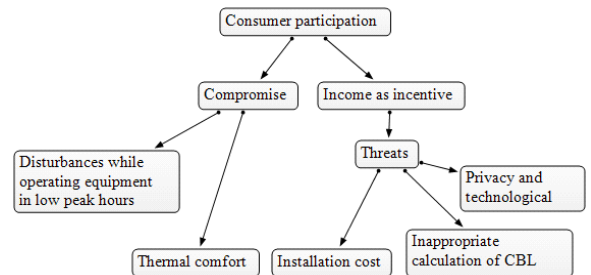 Consumer participation
Compromise
Income as incentive
Threats
Disturbances while
operating equipment
in low peak hours
Privacy and
technological
Thermal comfort
Installation cost
Inappropriate
calculation of CBL